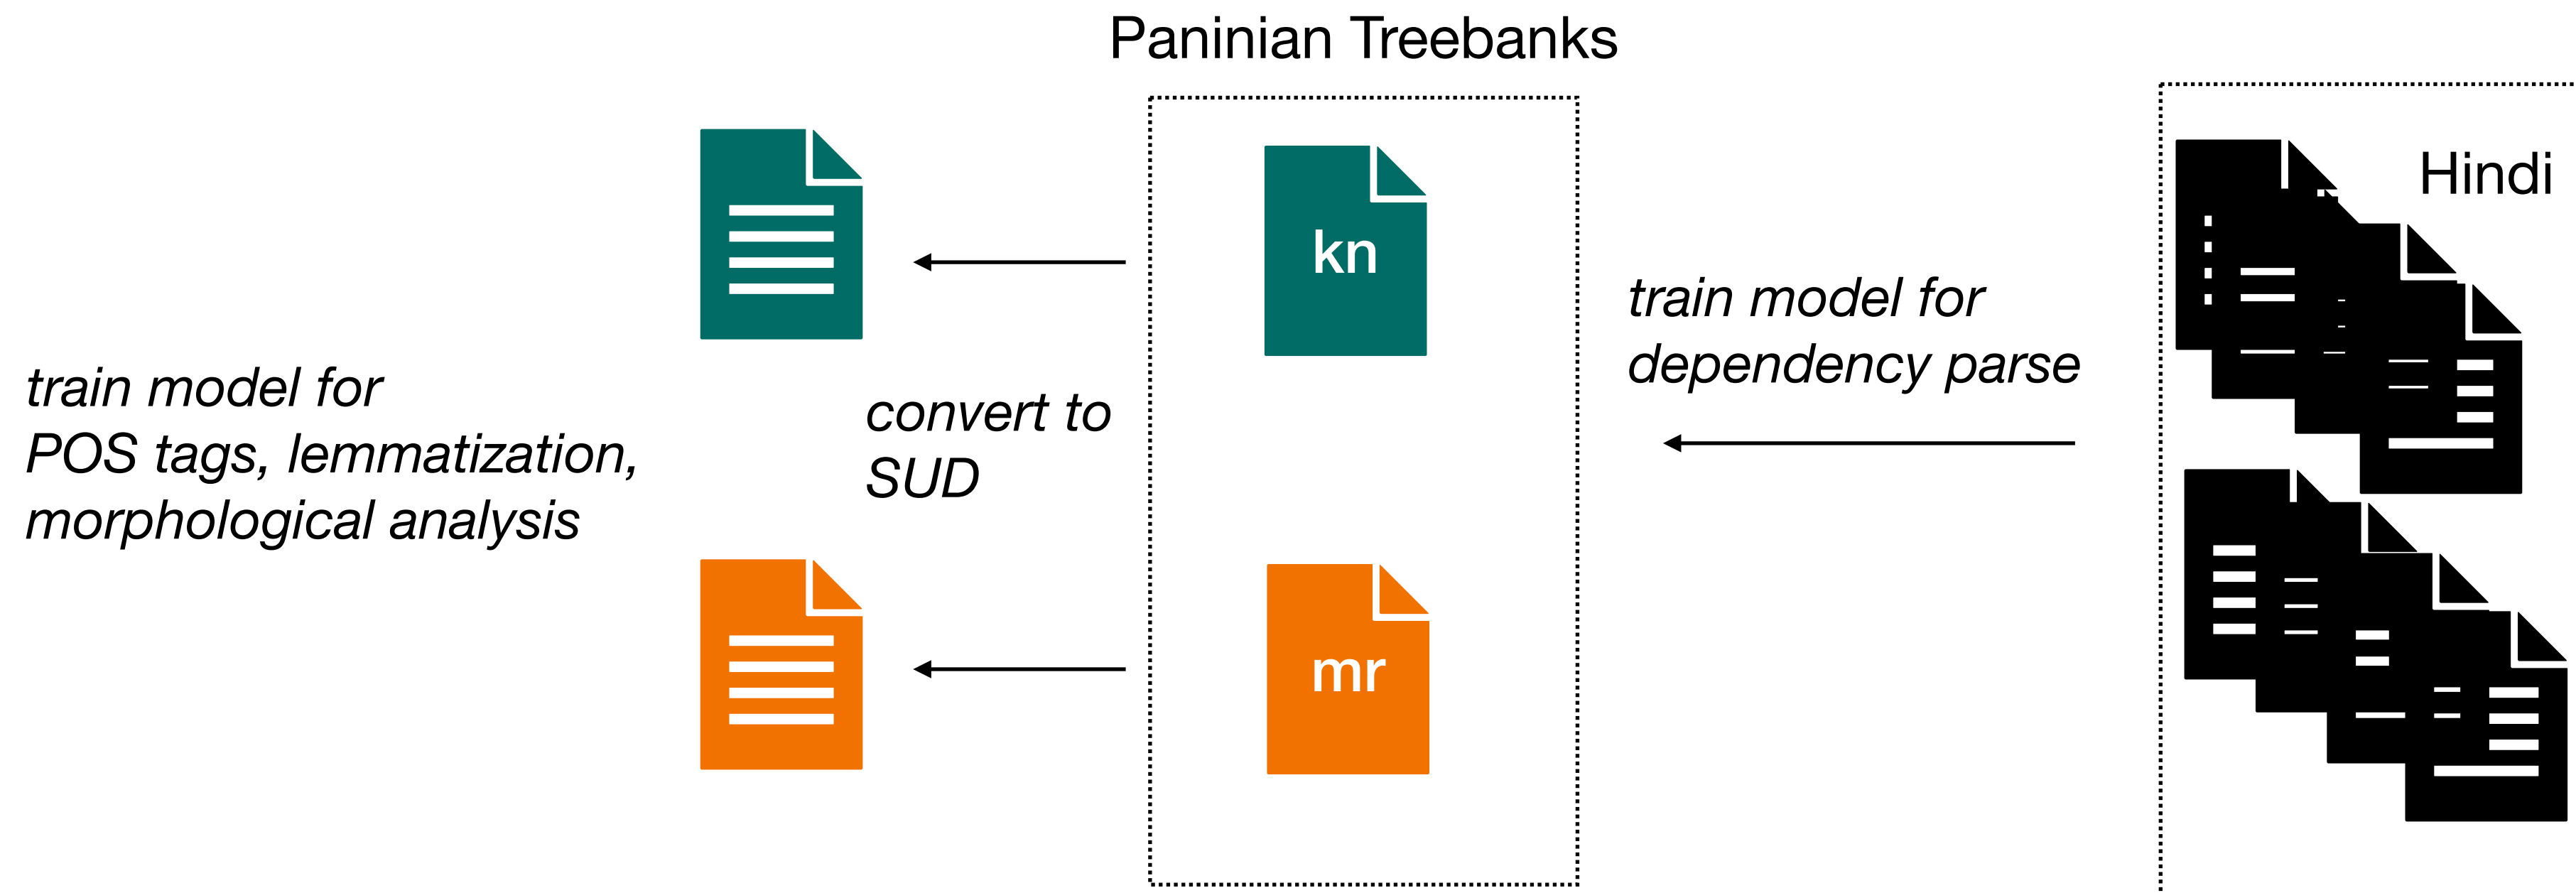 Paninian Treebanks
Hindi
kn
train model for
dependency parse
train model for
POS tags, lemmatization,
morphological analysis
convert to
SUD
mr